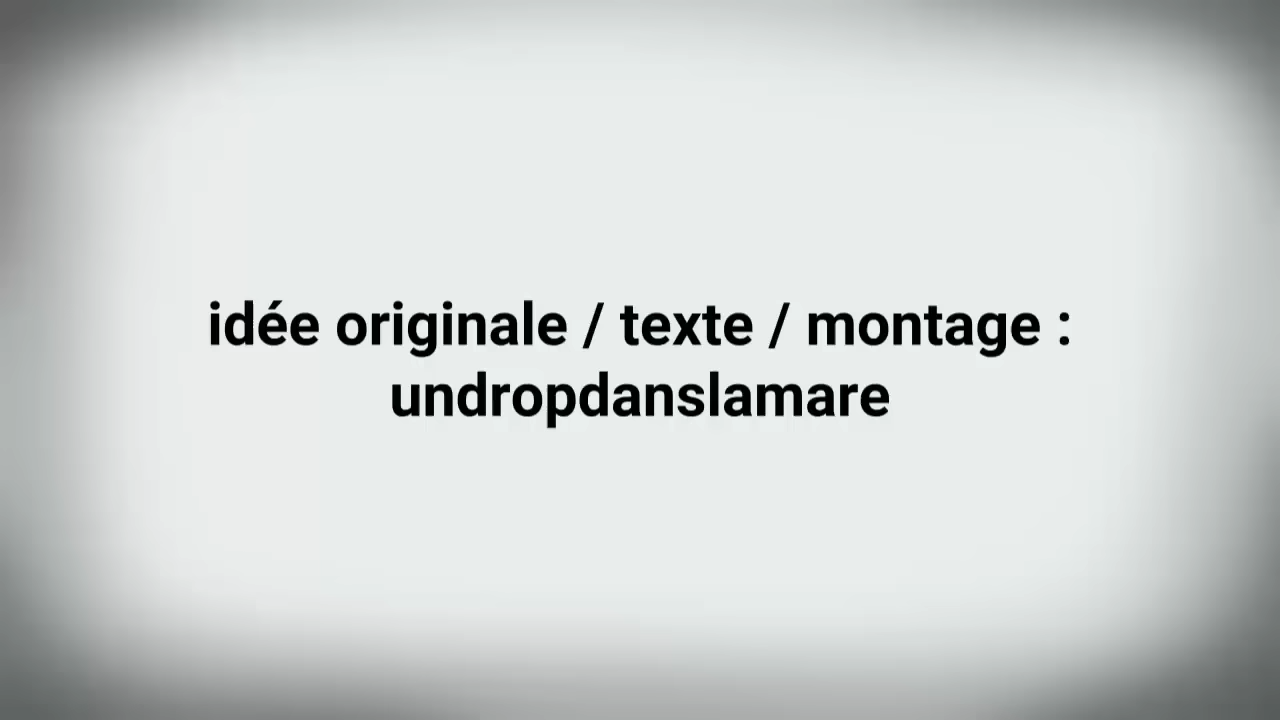 idée originale / texte / montage :
undropdanslamare